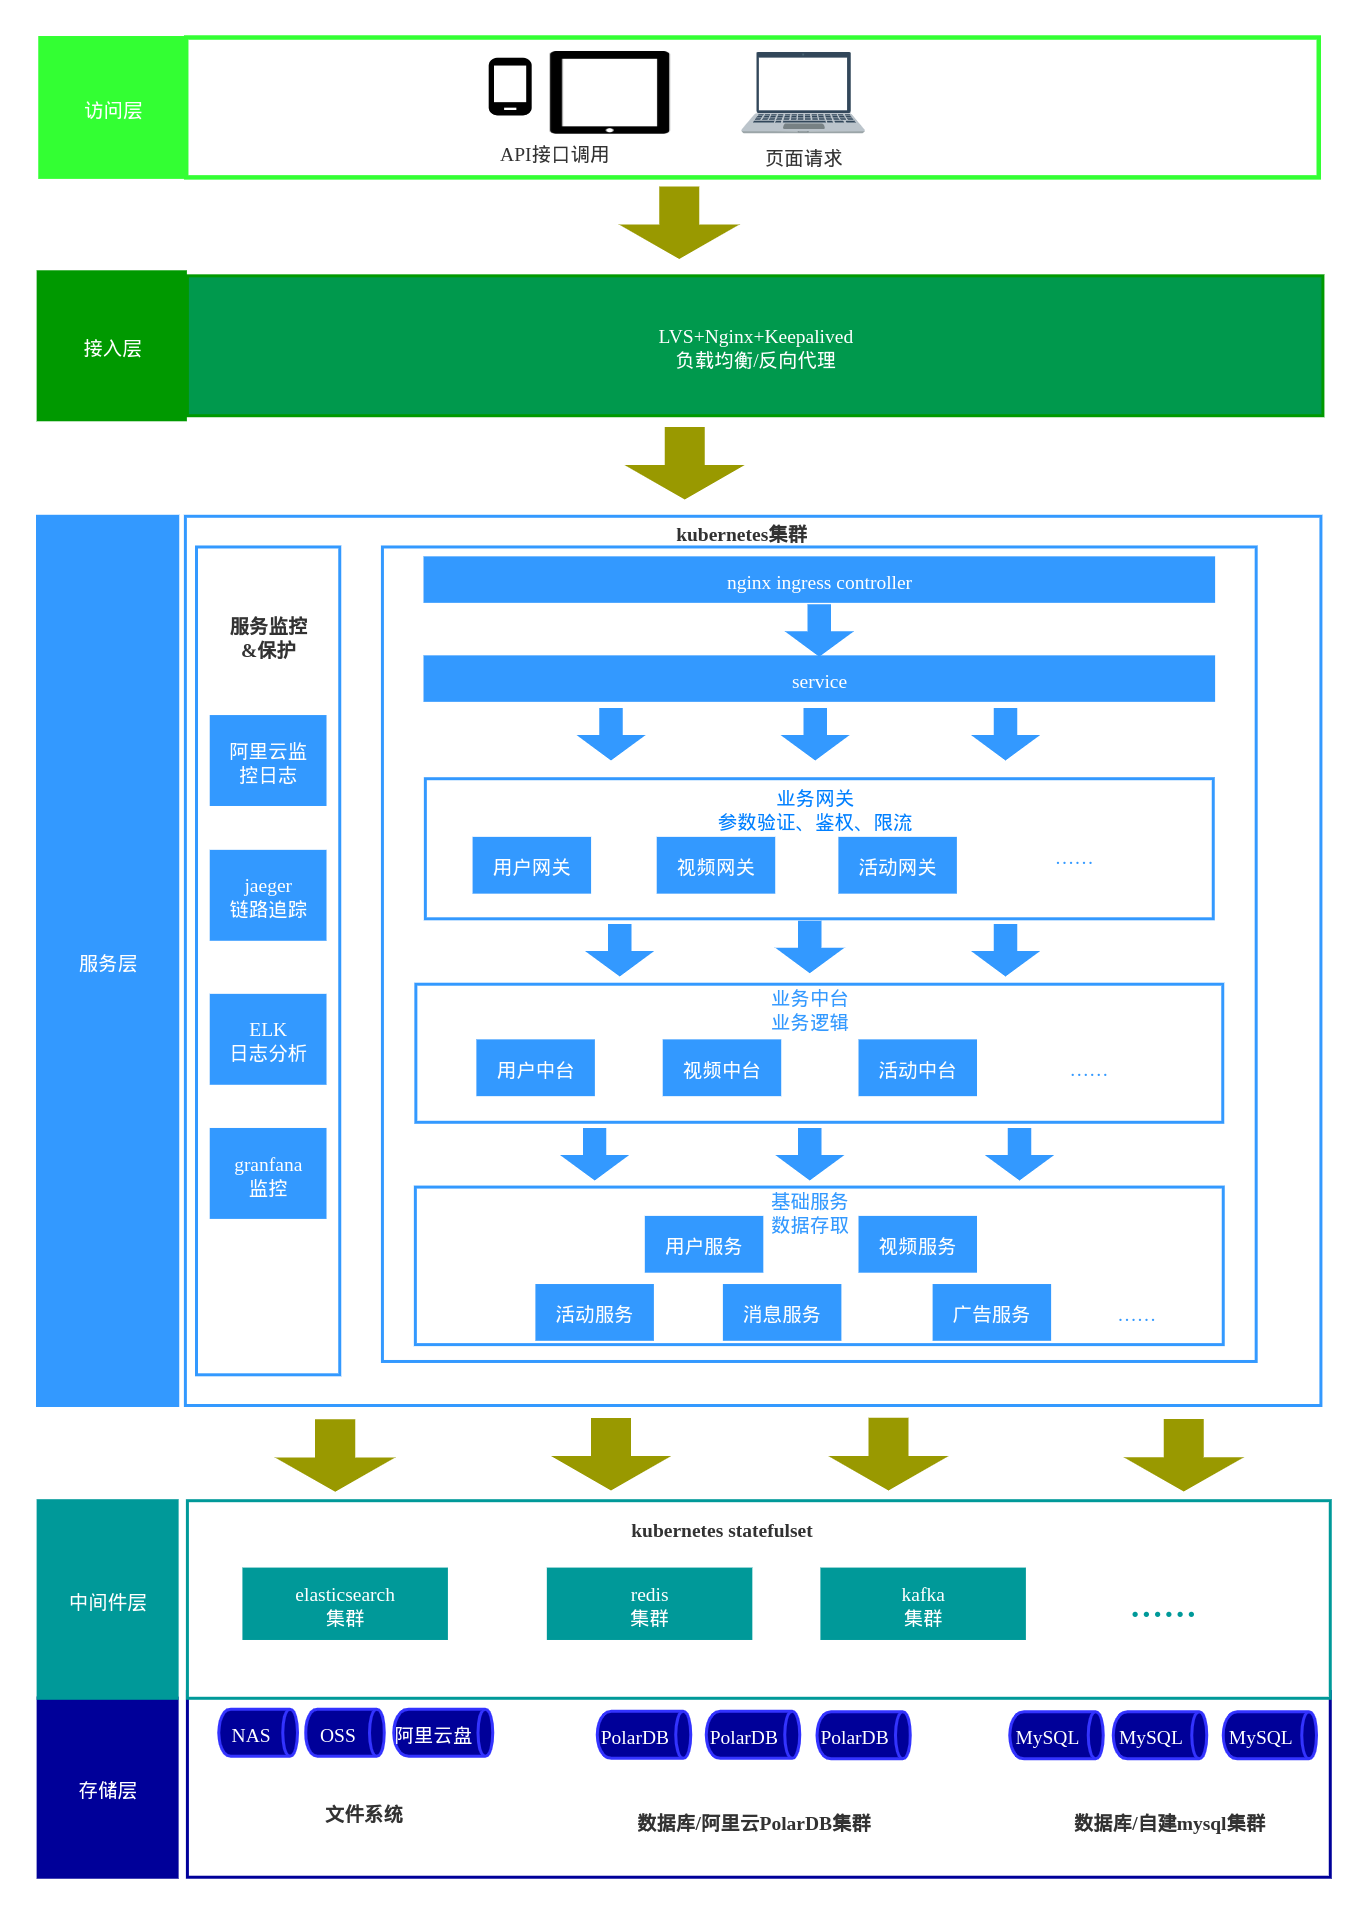 访问层
API接口调用
页面请求
接入层
LVS+Nginx+Keepalived
负载均衡/反向代理
服务层
kubernetes集群
服务监控
&保护
阿里云监
控日志
jaeger
链路追踪
ELK
日志分析
granfana
监控
nginx ingress controller
service
业务网关
参数验证、鉴权、限流
用户网关
视频网关
活动网关
……
业务中台
业务逻辑
用户中台
视频中台
活动中台
……
基础服务
数据存取
用户服务
视频服务
活动服务
消息服务
广告服务
……
中间件层
kubernetes statefulset
elasticsearch
集群
redis
集群
kafka
集群
……
存储层
NAS
OSS
阿里云盘
文件系统
PolarDB
PolarDB
PolarDB
数据库/阿里云PolarDB集群
MySQL
MySQL
MySQL
数据库/自建mysql集群